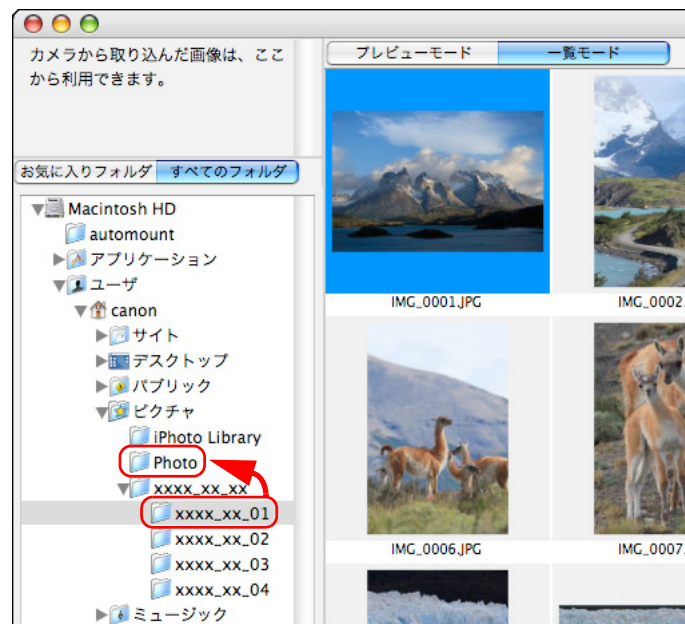 カメラから取り込んだ画像は、ここ
から利用できます。
プレビューモード
一覧モード
お気に入りフォルダ
すべてのフォルダ
Macintosh HD
automount
アプリケーション
ユーザ
canon
サイト
デスクトップ
パブリック
ピクチャ
iPhoto Library
Photo
xxxx_xx_xx
xxxx_xx_01
xxxx_xx_02
xxxx_xx_03
xxxx_xx_04
ミュージック
IMG_0001.JPG
IMG_0002.
IMG_0006.JPG
IMG_0007.